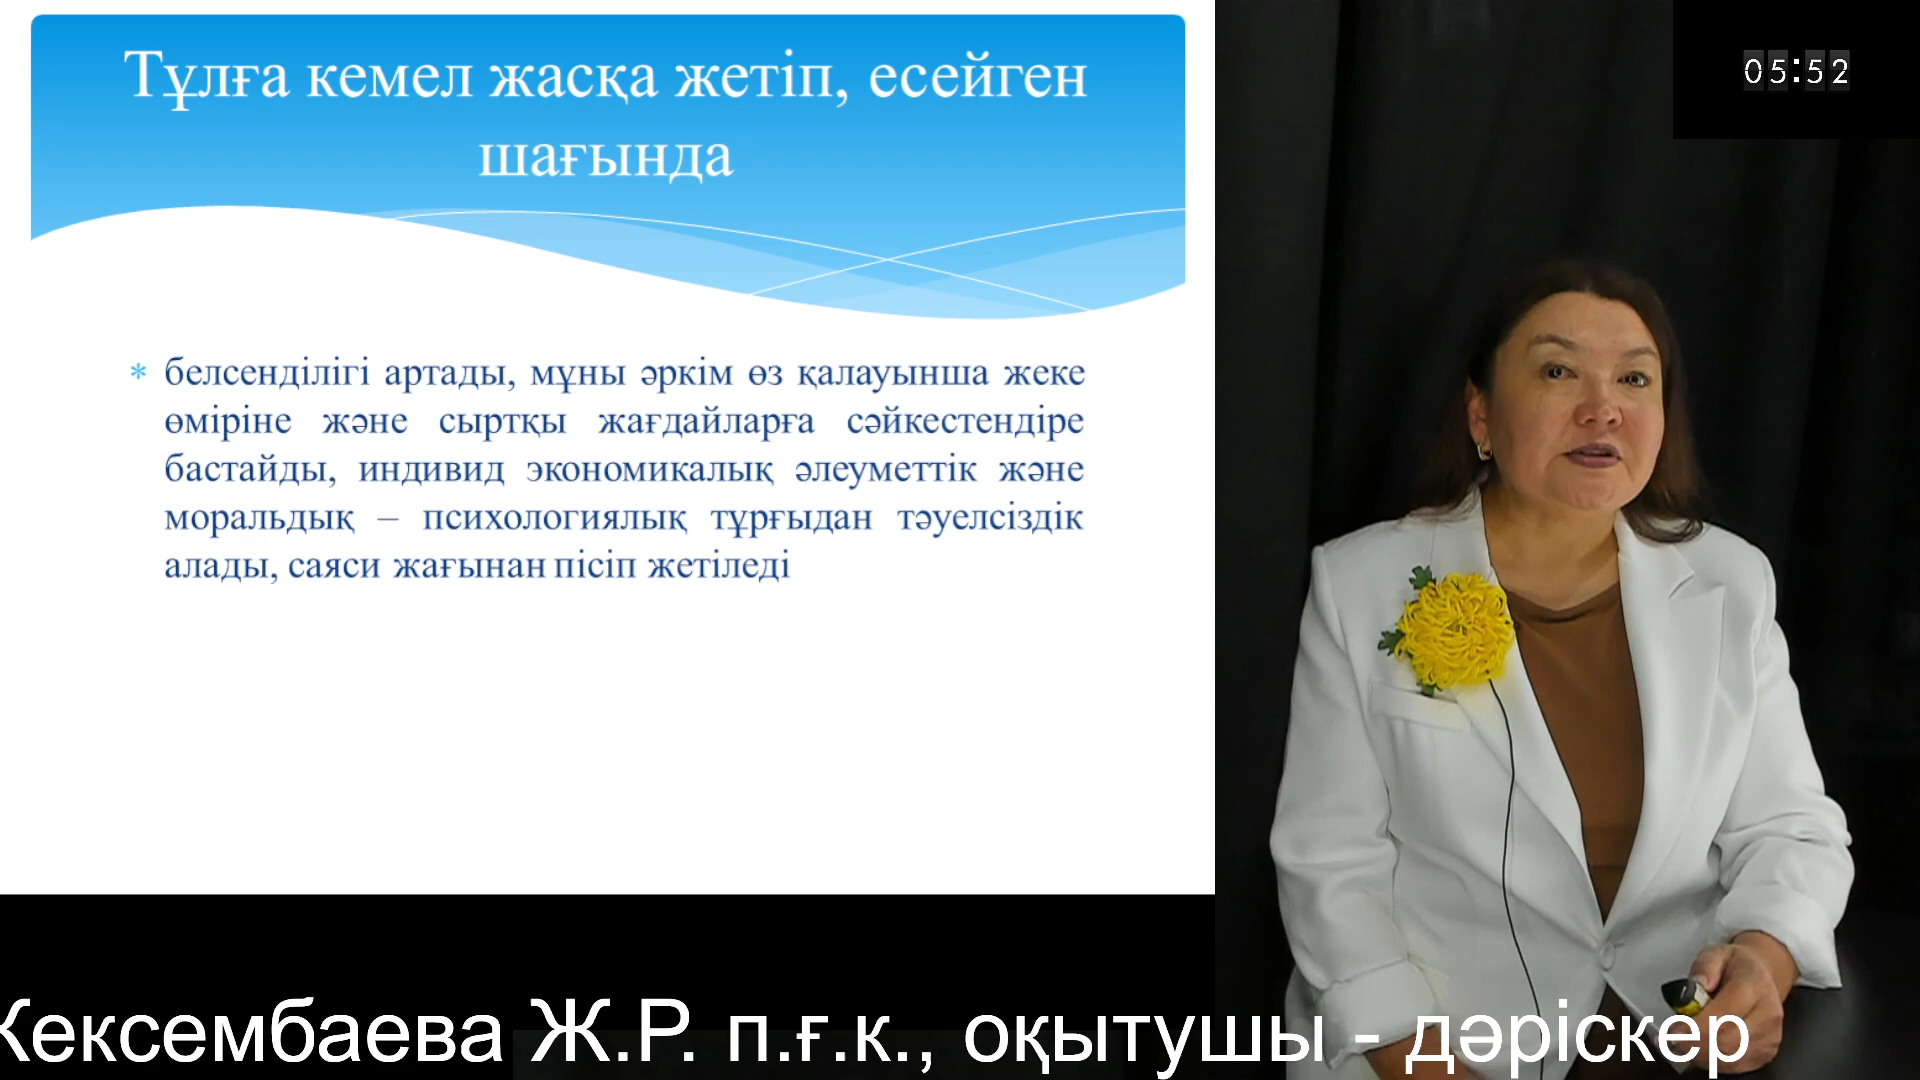 Тұлға кемел жасқа жетіп, есейген
шағында
05:52
* белсенділігі артады, мұны әркім өз қалауынша жеке
өміріне және сыртқы жағдайларға сәйкестендіре
бастайды, индивид экономикалық әлеуметтік және
моральдық – психологиялық тұрғыдан тәуелсіздік
алады, саяси жағынан пісіп жетіледі
Кексембаева Ж.Р. п.ғ.к., оқытушы - дәріскер